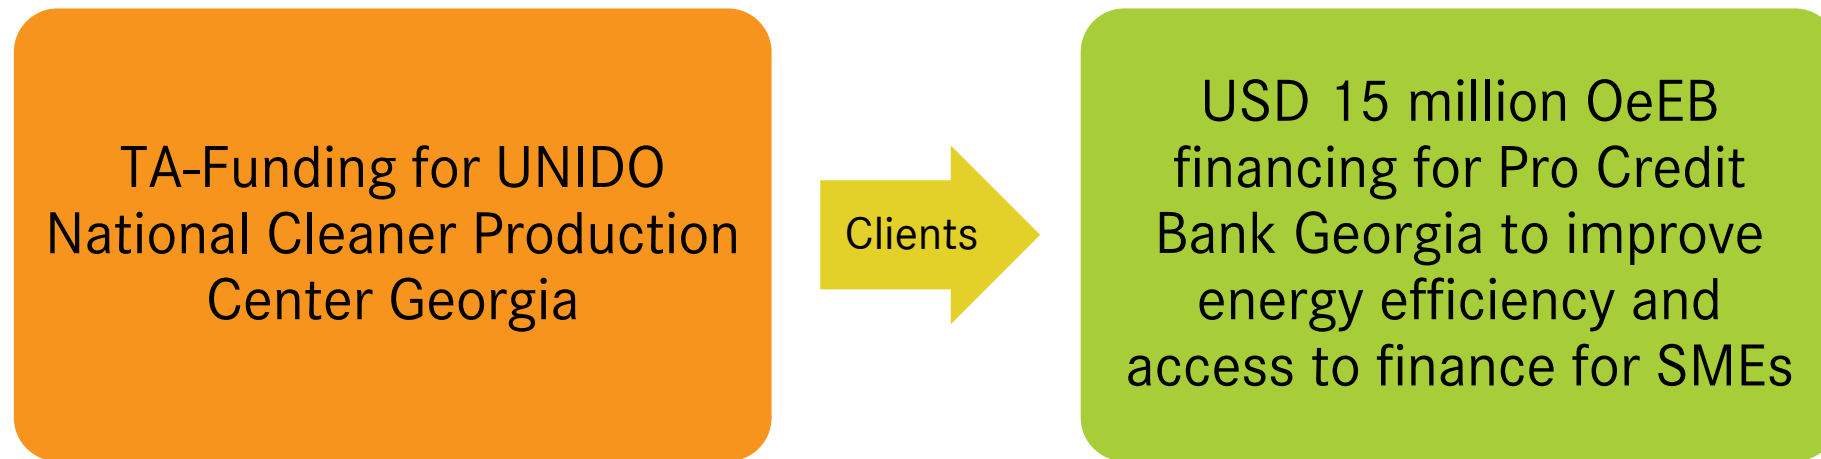 TA-Funding for UNIDO
National Cleaner Production
Center Georgia
Clients
USD 15 million OeEB
financing for Pro Credit
Bank Georgia to improve
energy efficiency and
access to finance for SMEs